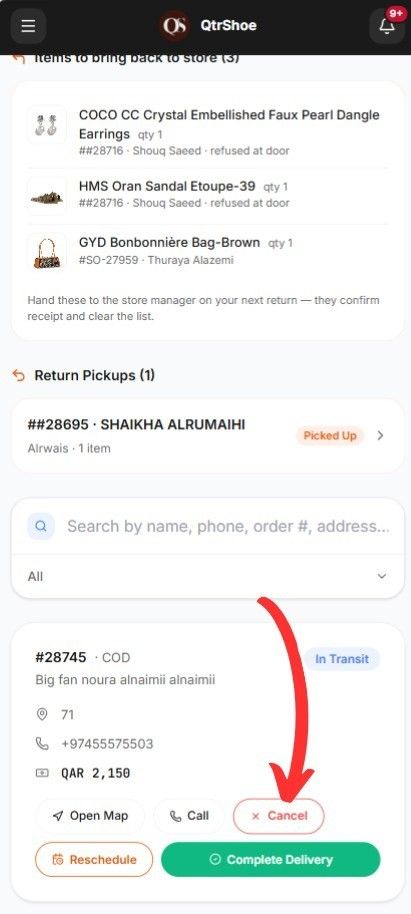 QS QtrShoe 9+
Items to bring back to store (3)
COCO CC Crystal Embellished Faux Pearl Dangle
Earrings qty 1
##28716 · Shouq Saeed · refused at door
HMS Oran Sandal Etoupe-39 qty 1
##28716 · Shouq Saeed · refused at door
GYD Bonbonnière Bag-Brown qty 1
#SO-27959 · Thuraya Alazemi
Hand these to the store manager on your next return — they confirm
receipt and clear the list.
Return Pickups (1)
##28695 · SHAIKHA ALRUMAIHI
Alrwais · 1 item
Picked Up
Search by name, phone, order #, address...
All
#28745 · COD
In Transit
Big fan noura alnaimii alnaimii
71
+97455575503
QAR 2,150
Open Map Call × Cancel
Reschedule Complete Delivery